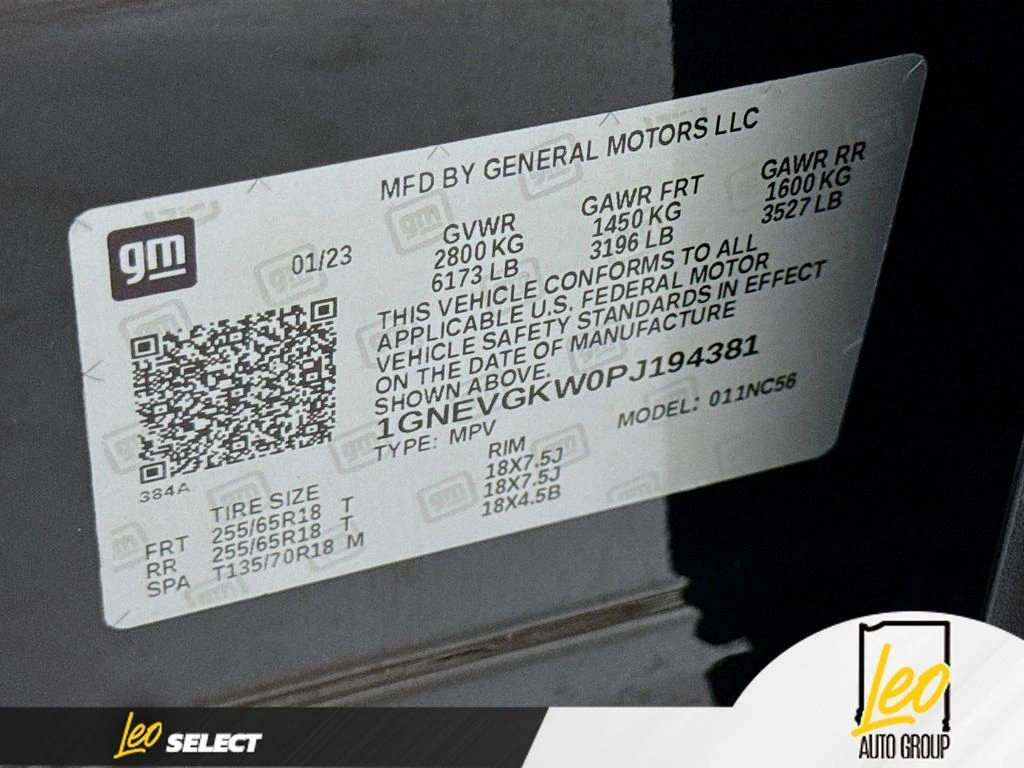 MFD BY GENERAL MOTORS LLC
gm
01/23
GVWR
2800 KG
6173 LB
GAWR FRT
1450 KG
3196 LB
GAWR RR
1600 KG
3527 LB
THIS VEHICLE CONFORMS TO ALL
APPLICABLE U.S. FEDERAL MOTOR
VEHICLE SAFETY STANDARDS IN EFFECT
ON THE DATE OF MANUFACTURE
SHOWN ABOVE.
1GNEVGKW0PJ194381
TYPE: MPV
MODEL: 011NC56
384A
TIRE SIZE
RIM
FRT 255/65R18 T 18X7.5J
RR 255/65R18 T 18X7.5J
SPA T135/70R18 M 18X4.5B
Leo SELECT
Leo
AUTO GROUP